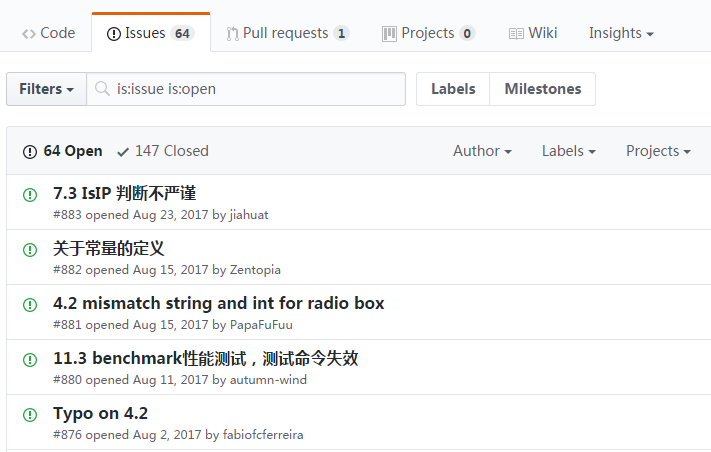 Code Issues 64 Pull requests 1 Projects 0 Wiki Insights
Filters is:issue is:open Labels Milestones
64 Open 147 Closed Author Labels Projects
7.3 IsIP 判断不严谨
#883 opened Aug 23, 2017 by jiahuat
关于常量的定义
#882 opened Aug 15, 2017 by Zentopia
4.2 mismatch string and int for radio box
#881 opened Aug 15, 2017 by PapaFuFuu
11.3 benchmark性能测试，测试命令失效
#880 opened Aug 11, 2017 by autumn-wind
Typo on 4.2
#876 opened Aug 2, 2017 by fabiofcferreira